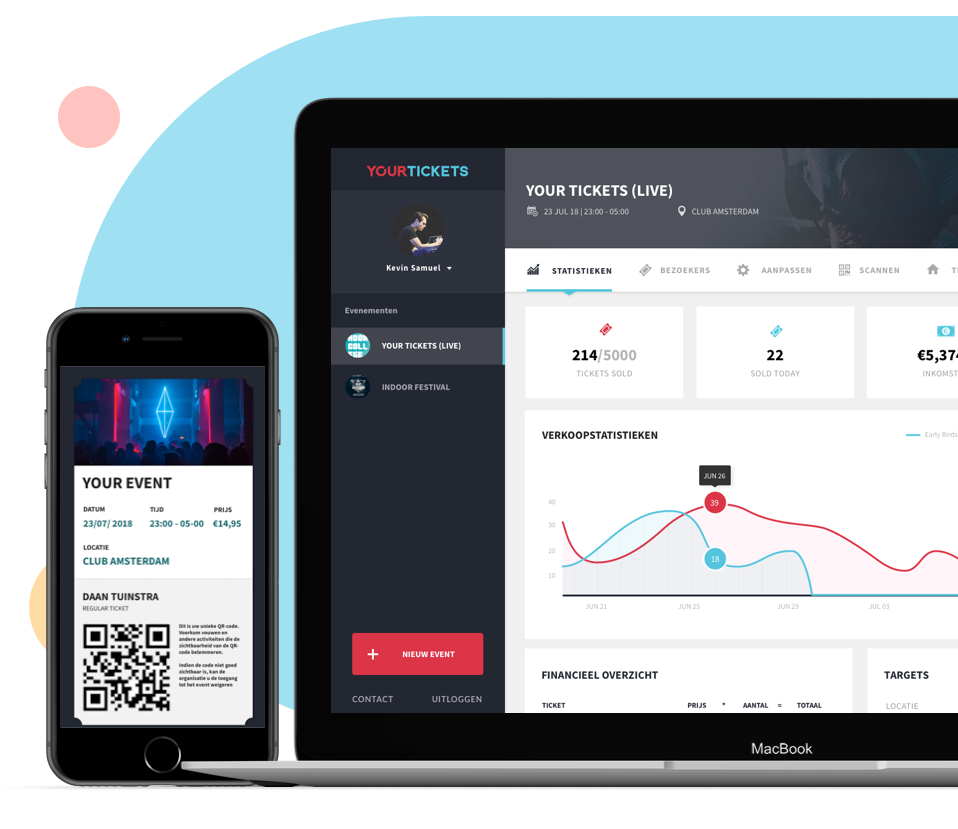 YOURTICKETS
Kevin Samuel
Evenementen
YOUR TICKETS (LIVE)
INDOOR FESTIVAL
NIEUW EVENT
CONTACT UITLOGGEN
YOUR TICKETS (LIVE)
23 JUL 18 | 23:00 - 05:00 CLUB AMSTERDAM
STATISTIEKEN BEZOEKERS AANPASSEN SCANNEN
214/5000
TICKETS SOLD
22
SOLD TODAY
€5,374
INKOMST
VERKOOPSTATISTIEKEN
Early Birds
JUN 26
40
30
20
10
39
18
JUN 21 JUN 25 JUN 29 JUL 03
FINANCIEEL OVERZICHT
TICKET PRIJS * AANTAL = TOTAAL
TARGETS
LOCATIE
MacBook
YOUR EVENT
DATUM TIJD PRIJS
23/07/ 2018 23:00 - 05-00 €14,95
LOCATIE
CLUB AMSTERDAM
DAAN TUINSTRA
REGULAR TICKET
Dit is uw unieke QR-code.
Voorkom vouwen en
andere activiteiten die de
zichtbaarheid van de QR-
code belemmeren.
Indien de code niet goed
zichtbaar is, kan de
organisatie u de toegang
tot het event weigeren